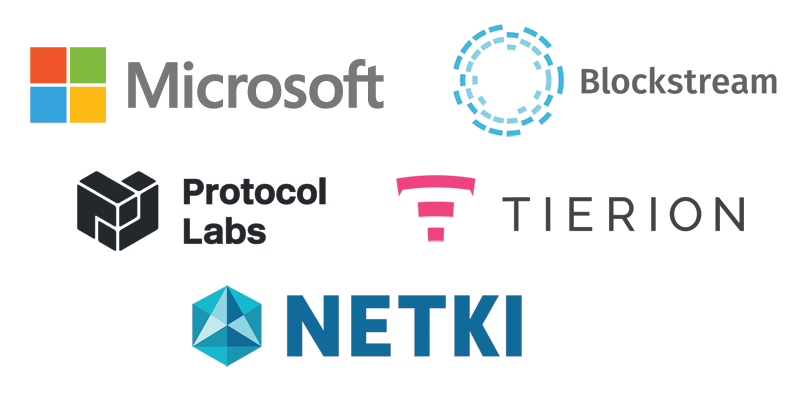 Microsoft
Blockstream
Protocol
Labs
TIERION
NETKI